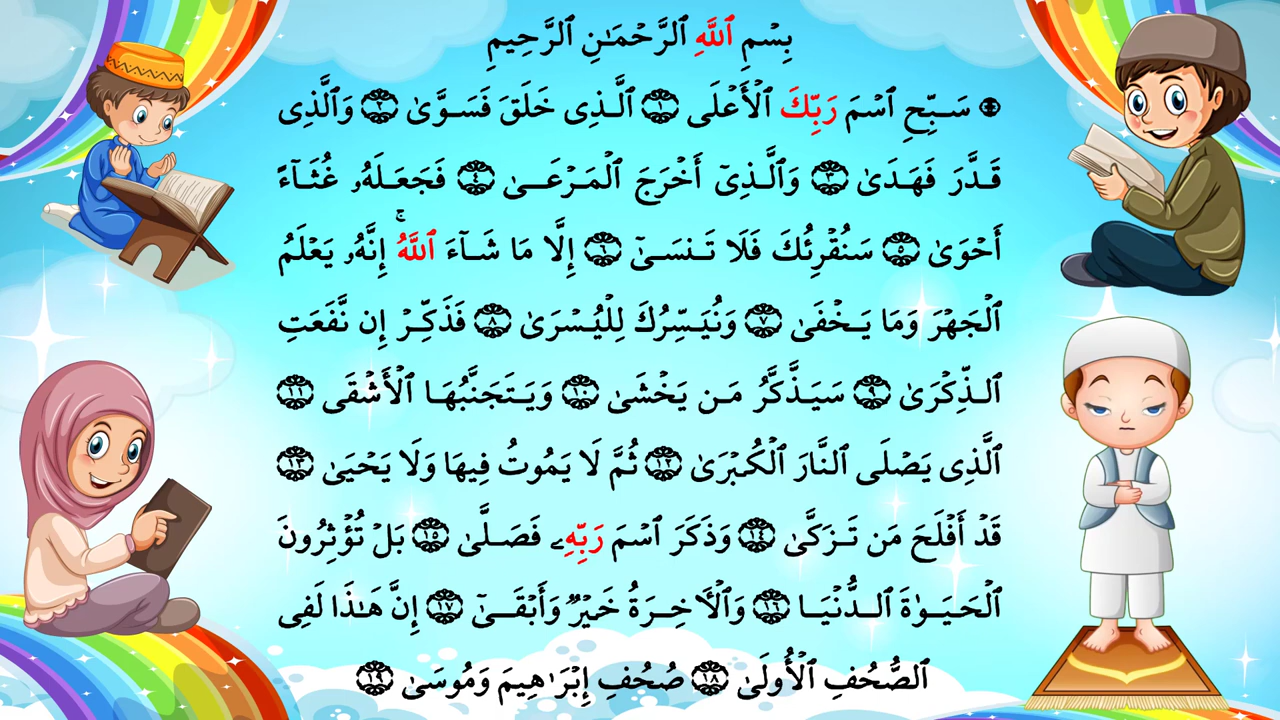 بِسْمِ ٱللَّهِ ٱلرَّحْمَـٰنِ ٱلرَّحِيمِ
۞ سَبِّحِ ٱسْمَ رَبِّكَ ٱلْأَعْلَى ١ ٱلَّذِى خَلَقَ فَسَوَّىٰ ٢ وَٱلَّذِى
قَدَّرَ فَهَدَىٰ ٣ وَٱلَّذِىٓ أَخْرَجَ ٱلْمَرْعَىٰ ٤ فَجَعَلَهُۥ غُثَآءً
أَحْوَىٰ ٥ سَنُقْرِئُكَ فَلَا تَنسَىٰٓ ٦ إِلَّا مَا شَآءَ ٱللَّهُ ۚ إِنَّهُۥ يَعْلَمُ
ٱلْجَهْرَ وَمَا يَخْفَىٰ ٧ وَنُيَسِّرُكَ لِلْيُسْرَىٰ ٨ فَذَكِّرْ إِن نَّفَعَتِ
ٱلذِّكْرَىٰ ٩ سَيَذَّكَّرُ مَن يَخْشَىٰ ١٠ وَيَتَجَنَّبُهَا ٱلْأَشْقَى ١١
ٱلَّذِى يَصْلَى ٱلنَّارَ ٱلْكُبْرَىٰ ١٢ ثُمَّ لَا يَمُوتُ فِيهَا وَلَا يَحْيَىٰ ١٣
قَدْ أَفْلَحَ مَن تَزَكَّىٰ ١٤ وَذَكَرَ ٱسْمَ رَبِّهِۦ فَصَلَّىٰ ١٥ بَلْ تُؤْثِرُونَ
ٱلْحَيَوٰةَ ٱلدُّنْيَا ١٦ وَٱلْـَٔاخِرَةُ خَيْرٌ وَأَبْقَىٰٓ ١٧ إِنَّ هَـٰذَا لَفِى
ٱلصُّحُفِ ٱلْأُولَىٰ ١٨ صُحُفِ إِبْرَٰهِيمَ وَمُوسَىٰ ١٩